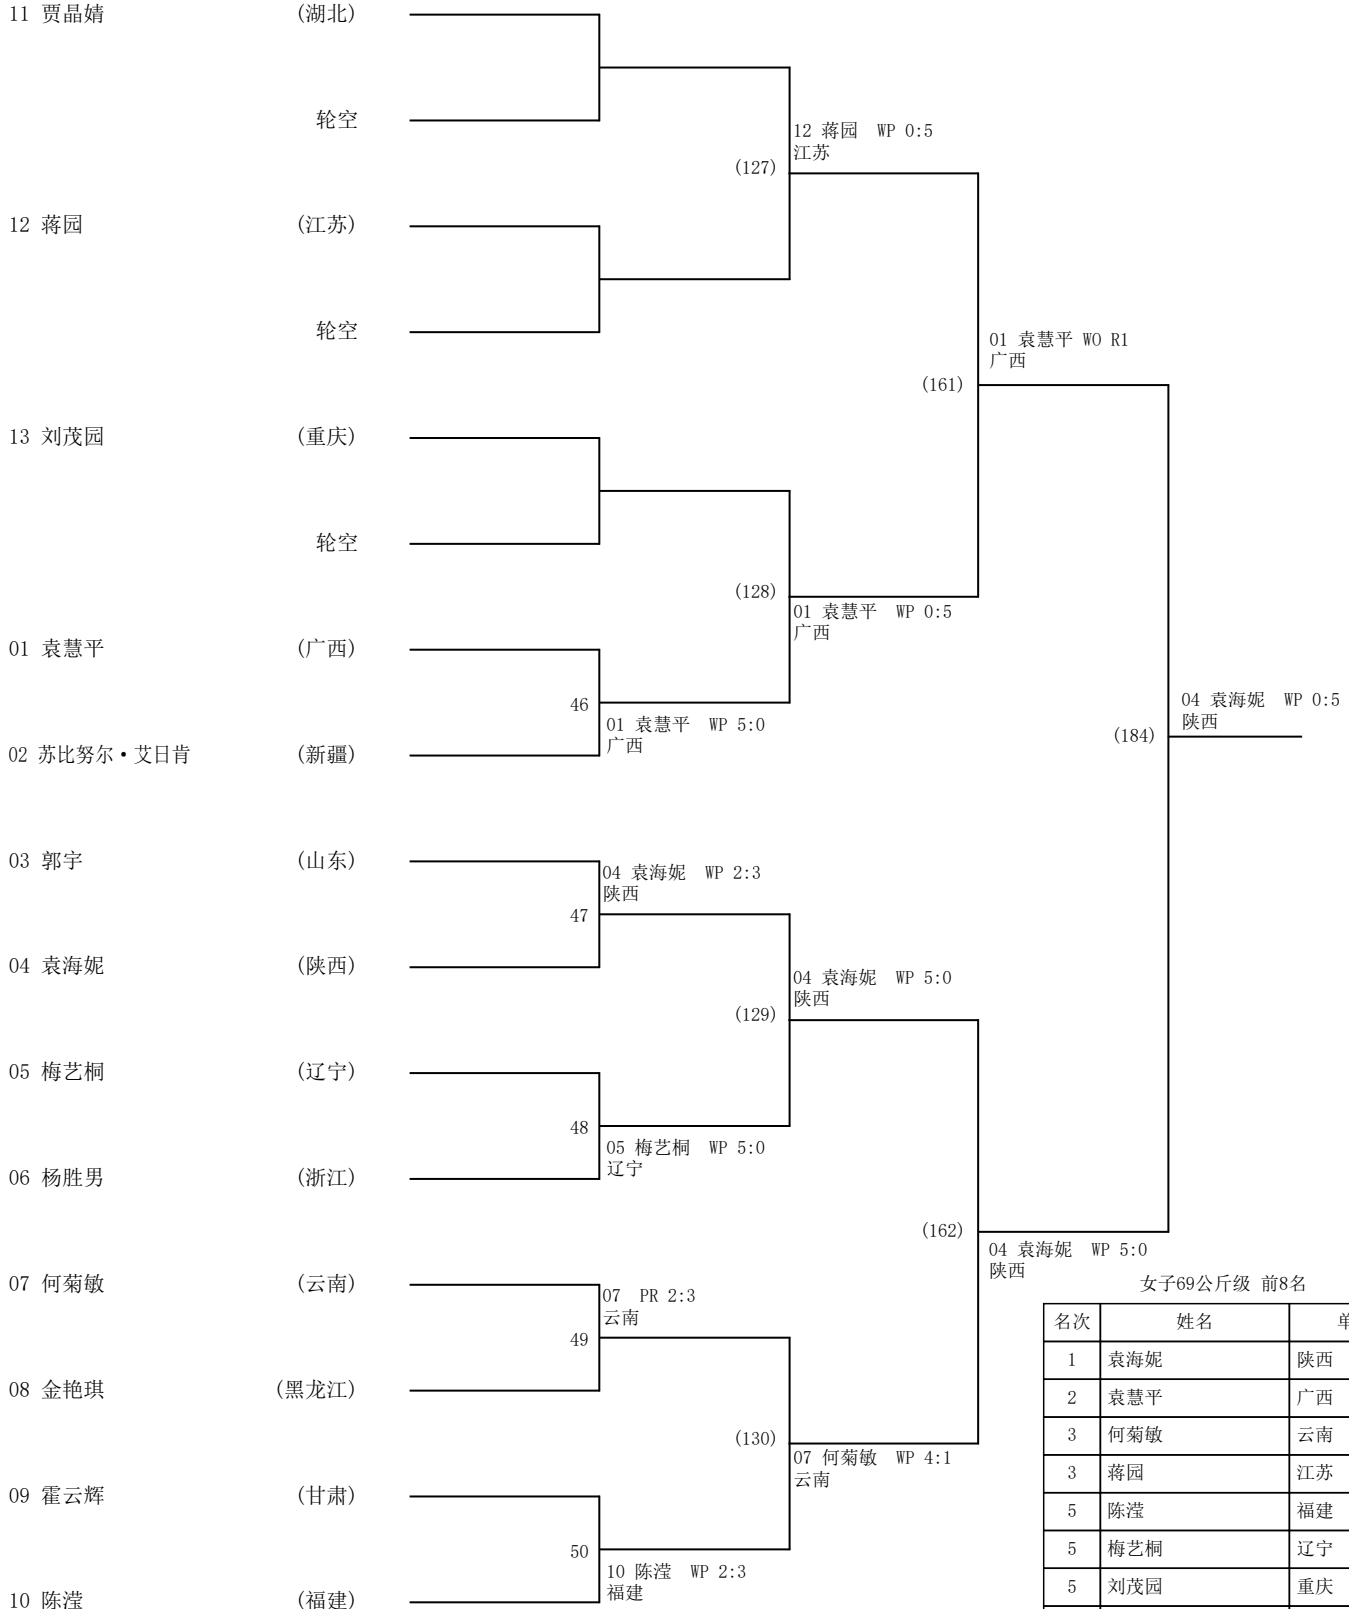 11 贾晶婧 (湖北)
轮空
12 蒋园 WP 0:5
江苏
(127)
12 蒋园 (江苏)
轮空
01 袁慧平 WO R1
广西
(161)
13 刘茂园 (重庆)
轮空
(128)
01 袁慧平 WP 0:5
广西
01 袁慧平 (广西)
46
01 袁慧平 WP 5:0
广西
04 袁海妮 WP 0:5
陕西
(184)
02 苏比努尔·艾日肯 (新疆)
03 郭宇 (山东)
04 袁海妮 WP 2:3
陕西
47
04 袁海妮 (陕西)
04 袁海妮 WP 5:0
陕西
(129)
05 梅艺桐 (辽宁)
48
05 梅艺桐 WP 5:0
辽宁
06 杨胜男 (浙江)
(162)
04 袁海妮 WP 5:0
陕西
07 何菊敏 (云南)
07 PR 2:3
云南
49
08 金艳琪 (黑龙江)
(130)
07 何菊敏 WP 4:1
云南
09 霍云辉 (甘肃)
50
10 陈滢 WP 2:3
福建
10 陈滢 (福建)
女子69公斤级 前8名
名次 姓名
1 袁海妮 陕西
2 袁慧平 广西
3 何菊敏 云南
3 蒋园 江苏
5 陈滢 福建
5 梅艺桐 辽宁
5 刘茂园 重庆